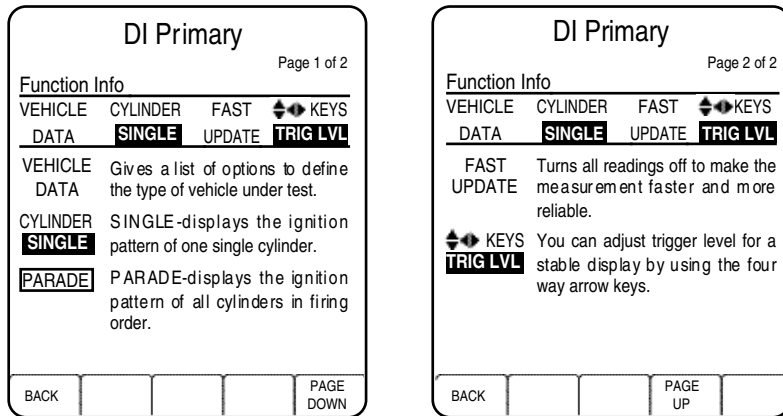 DI Primary
Page 1 of 2
Function Info
VEHICLE CYLINDER FAST KEYS
DATA SINGLE UPDATE TRIG LVL
VEHICLE Gives a list of options to define
DATA the type of vehicle under test.
CYLINDER SINGLE-displays the ignition
SINGLE pattern of one single cylinder.
PARADE PARADE-displays the ignition
pattern of all cylinders in firing
order.
BACK PAGE
DOWN
DI Primary
Page 2 of 2
Function Info
VEHICLE CYLINDER FAST KEYS
DATA SINGLE UPDATE TRIG LVL
FAST Turns all readings off to make the
UPDATE measurement faster and more
reliable.
KEYS You can adjust trigger level for a
TRIG LVL stable display by using the four
way arrow keys.
BACK PAGE
UP